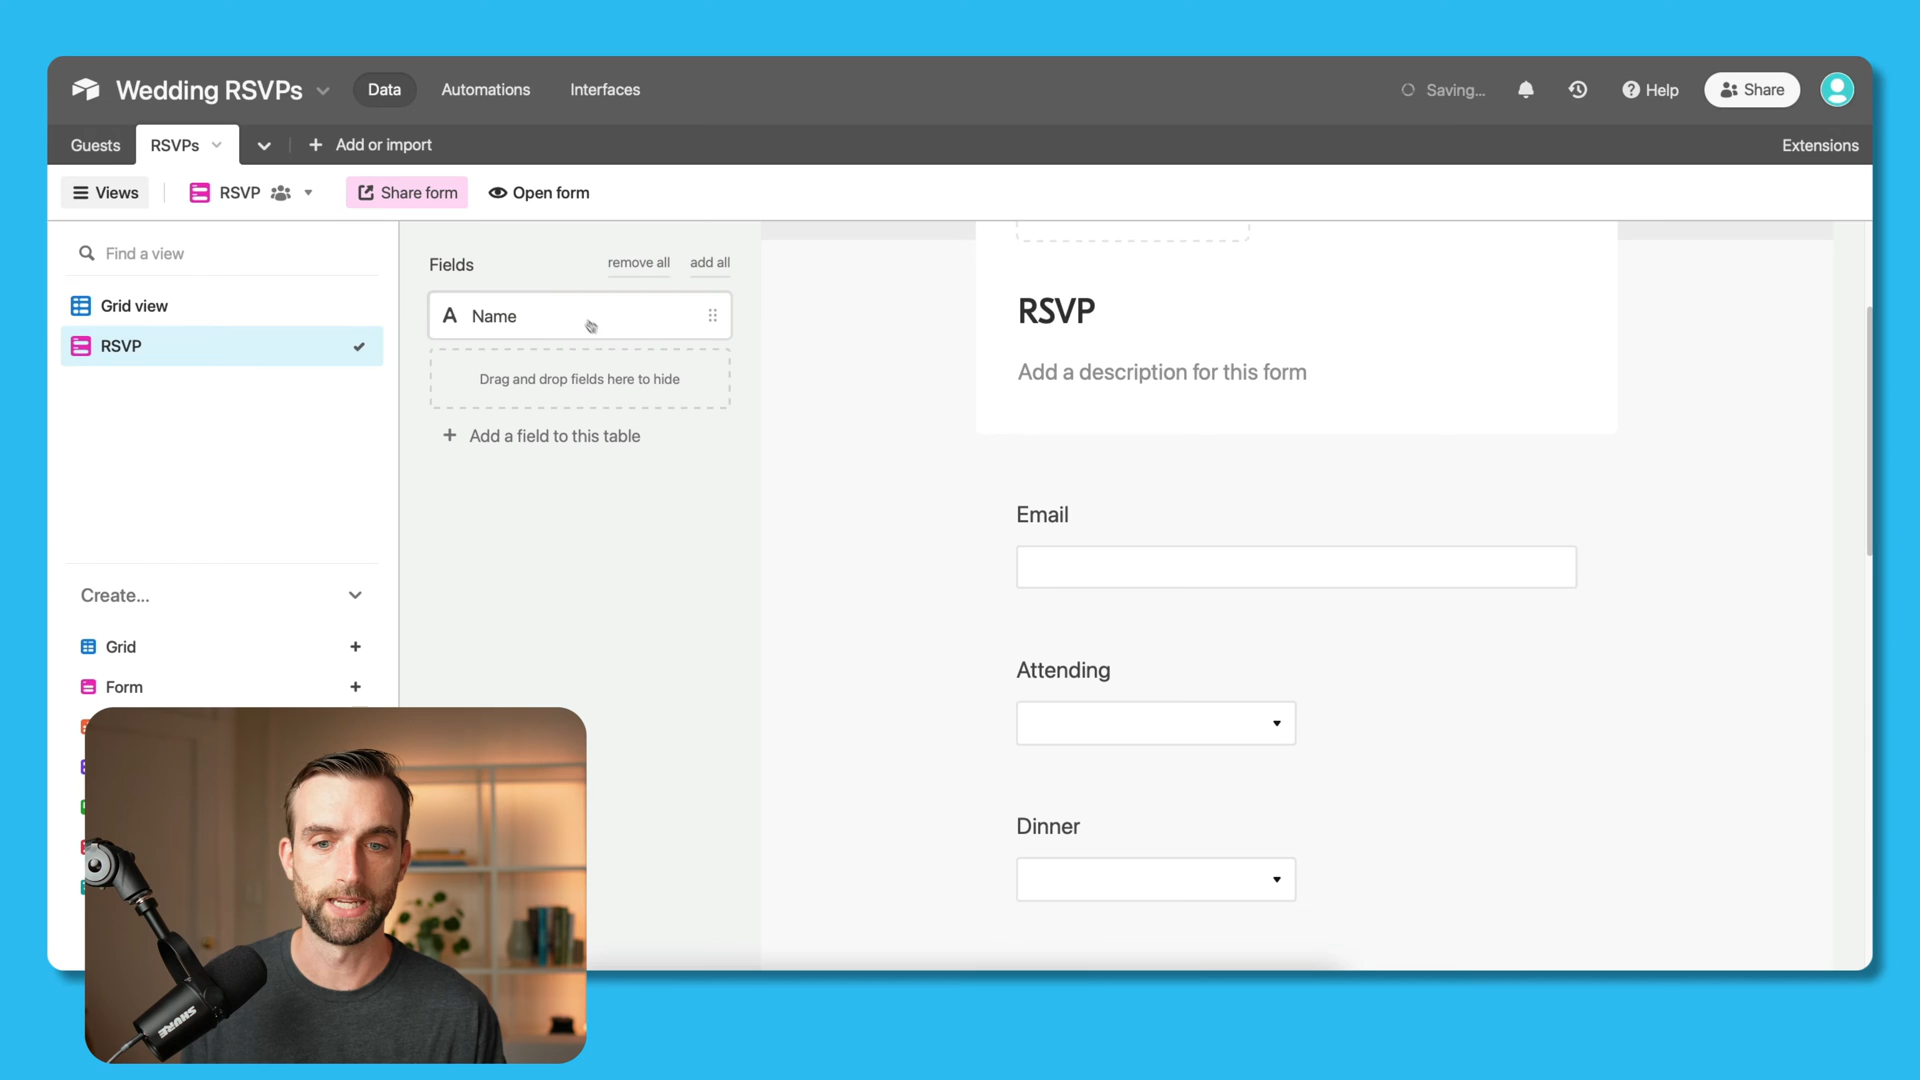 Wedding RSVPs
Data
Automations
Interfaces
Saving...
Help
Share
Guests
RSVPs
Add or import
Extensions
Views
RSVP
Share form
Open form
Find a view
Grid view
RSVP
Create...
Grid
Form
Fields
remove all
add all
A Name
Drag and drop fields here to hide
Add a field to this table
RSVP
Add a description for this form
Email
Attending
Dinner
SHURE